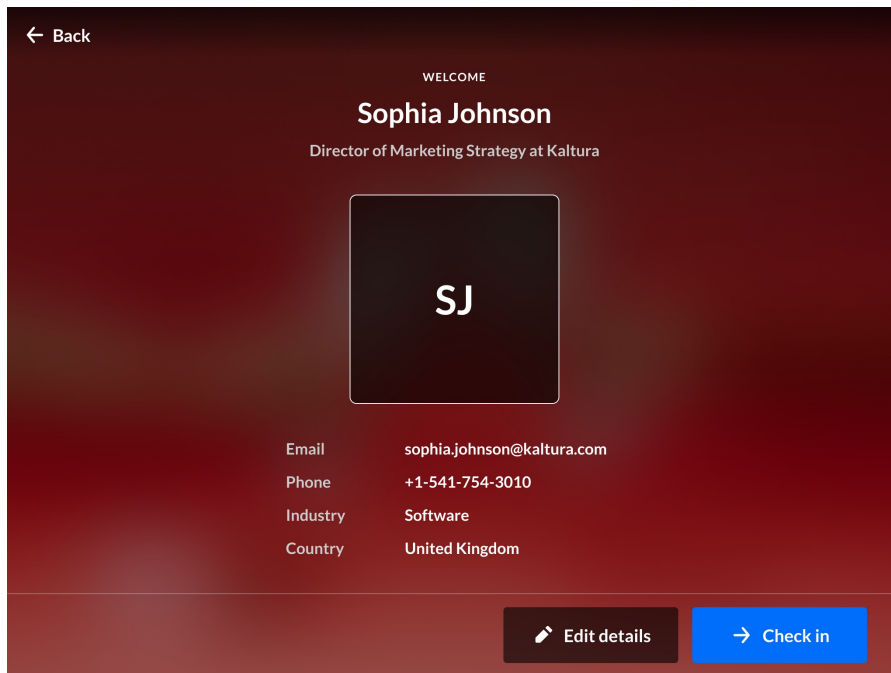 Back
WELCOME
Sophia Johnson
Director of Marketing Strategy at Kaltura
SJ
Email sophia.johnson@kaltura.com
Phone +1-541-754-3010
Industry Software
Country United Kingdom
Edit details Check in